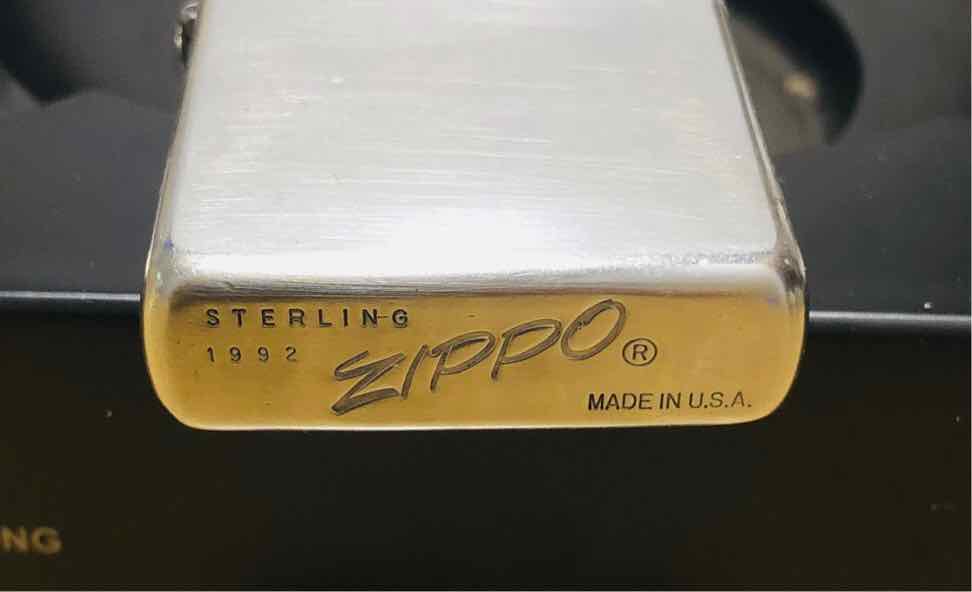 STERLING
1992
ZIPPO®
MADE IN U.S.A.
NG